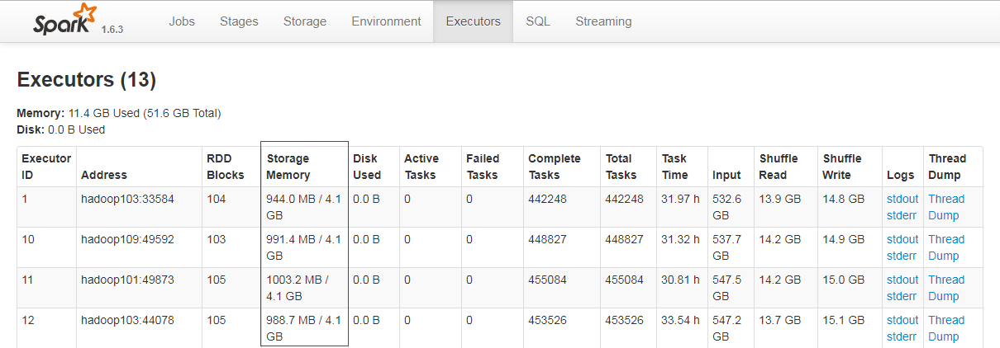 Spark 1.6.3 Jobs Stages Storage Environment Executors SQL Streaming
Executors (13)
Memory: 11.4 GB Used (51.6 GB Total)
Disk: 0.0 B Used
Executor Storage Disk Active Failed Complete Total Task Shuffle Shuffle Thread
ID Address RDD Blocks Memory Used Tasks Tasks Tasks Tasks Time Input Read Write Logs Dump
1 hadoop103:33584 104 944.0 MB / 4.1 0.0 B 0 0 442248 442248 31.97 h 532.6 13.9 GB 14.8 GB stdout Thread
GB GB stderr Dump
10 hadoop109:49592 103 991.4 MB / 4.1 0.0 B 0 0 448827 448827 31.32 h 537.7 14.2 GB 14.9 GB stdout Thread
GB GB stderr Dump
11 hadoop101:49873 105 1003.2 MB / 0.0 B 0 0 455084 455084 30.81 h 547.5 14.2 GB 15.0 GB stdout Thread
4.1 GB GB stderr Dump
12 hadoop103:44078 105 988.7 MB / 4.1 0.0 B 0 0 453526 453526 33.54 h 547.2 13.7 GB 15.1 GB stdout Thread
GB GB stderr Dump